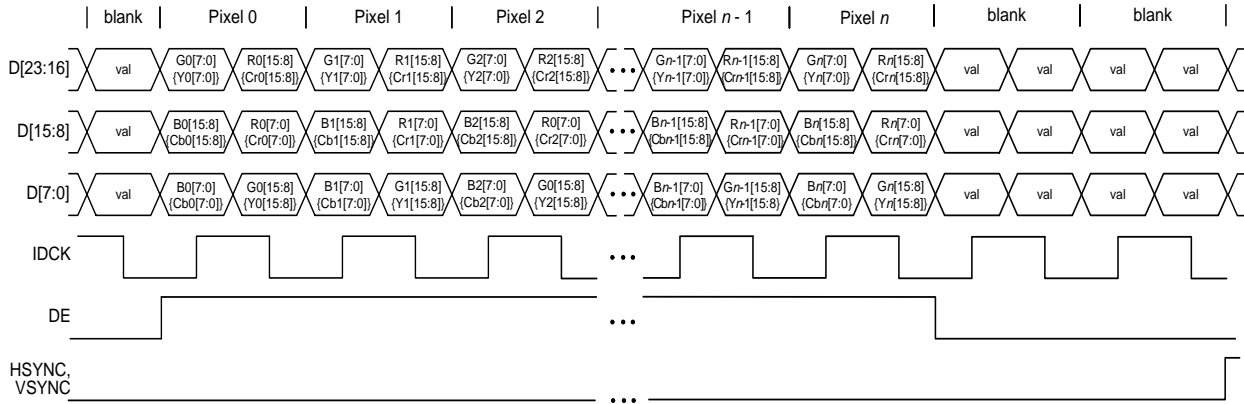 blank Pixel 0 Pixel 1 Pixel 2 Pixel n - 1 Pixel n blank blank
D[23:16] val G0[7:0] R0[15:8] G1[7:0] R1[15:8] G2[7:0] R2[15:8] ••• Gn-1[7:0] Rn-1[15:8] Gn[7:0] Rn[15:8] val val val val
{Y0[7:0]} {Cr0[15:8]} {Y1[7:0]} {Cr1[15:8]} {Y2[7:0]} {Cr2[15:8]} {Yn-1[7:0]} {Crn-1[15:8]} {Yn[7:0]} {Crn[15:8]}
D[15:8] val B0[15:8] R0[7:0] B1[15:8] R1[7:0] B2[15:8] R0[7:0] ••• Bn-1[15:8] Rn-1[7:0] Bn[15:8] Rn[7:0] val val val val
{Cb0[15:8]} {Cr0[7:0]} {Cb1[15:8]} {Cr1[7:0]} {Cb2[15:8]} {Cr2[7:0]} {Cbn-1[15:8]} {Crn-1[7:0]} {Cbn[15:8]} {Crn[7:0]}
D[7:0] val B0[7:0] G0[15:8] B1[7:0] G1[15:8] B2[7:0] G0[15:8] ••• Bn-1[7:0] Gn-1[15:8] Bn[7:0] Gn[15:8] val val val val
{Cb0[7:0]} {Y0[15:8]} {Cb1[7:0]} {Y1[15:8]} {Cb2[7:0]} {Y2[15:8]} {Cbn-1[7:0]} {Yn-1[15:8} {Cbn[7:0} {Yn[15:8]}
IDCK •••
DE •••
HSYNC,
VSYNC •••